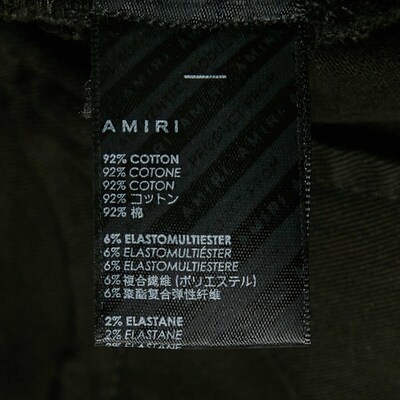 AMIRI
92% COTTON
92% COTONE
92% COTON
92% コットン
92% 棉
6% ELASTOMULTIESTER
6% ELASTOMULTIÉSTER
6% ELASTOMULTIESTERE
6% 複合繊維 (ポリエステル)
6% 聚酯复合弹性纤维
2% ELASTANE
2% ELASTANE